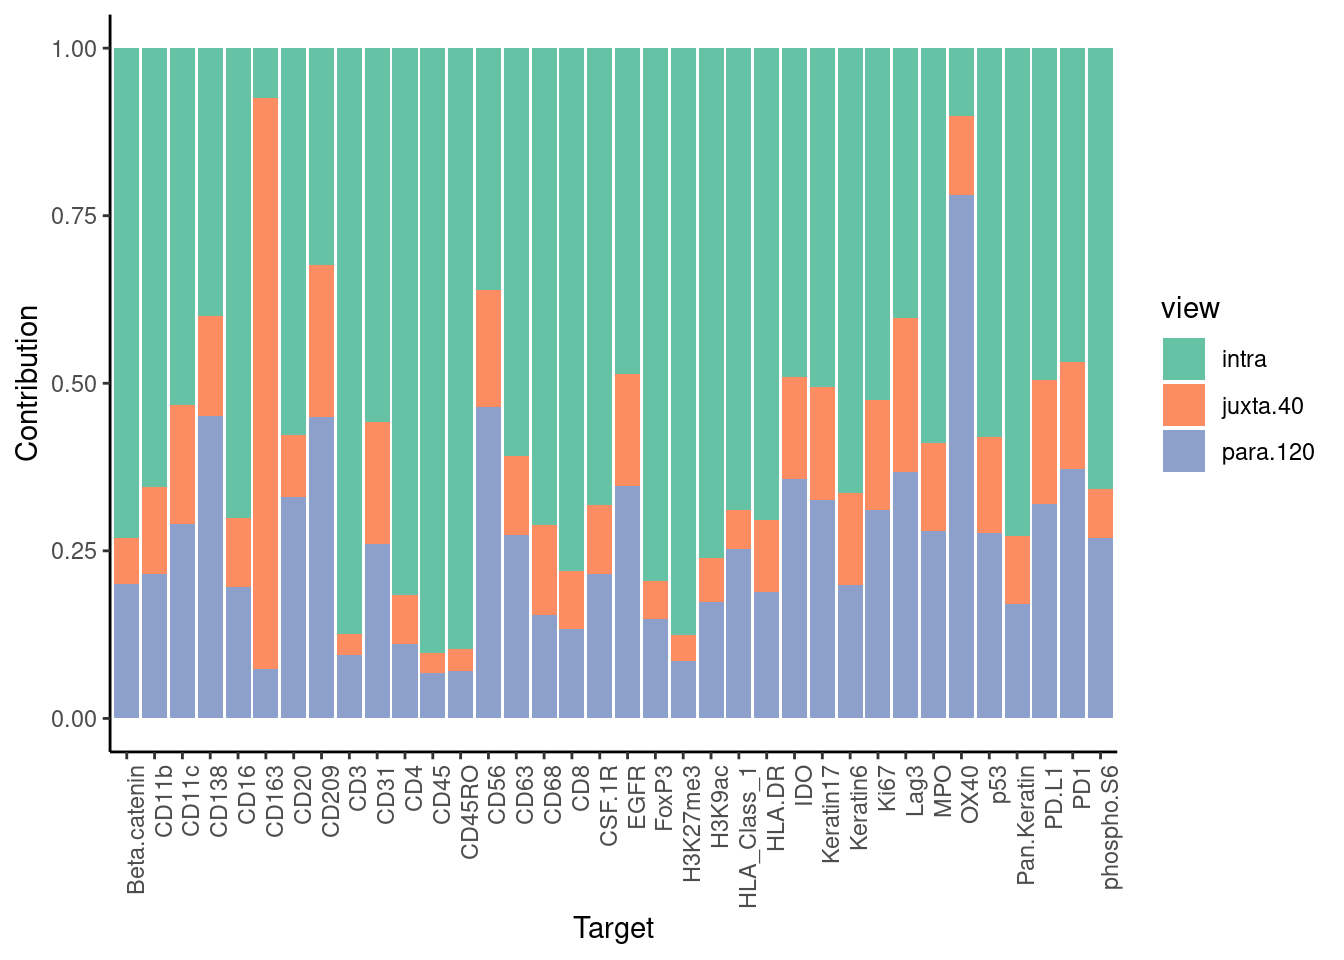 1.00
0.75
0.50
0.25
0.00
Contribution
Beta.catenin
CD11b
CD11c
CD138
CD16
CD163
CD20
CD209
CD3
CD31
CD4
CD45
CD45RO
CD56
CD63
CD68
CD8
CSF.1R
EGFR
FoxP3
H3K27me3
H3K9ac
HLA_Class_1
HLA.DR
IDO
Keratin17
Keratin6
Ki67
Lag3
MPO
OX40
p53
Pan.Keratin
PD.L1
PD1
phospho.S6
Target
view
intra
juxta.40
para.120